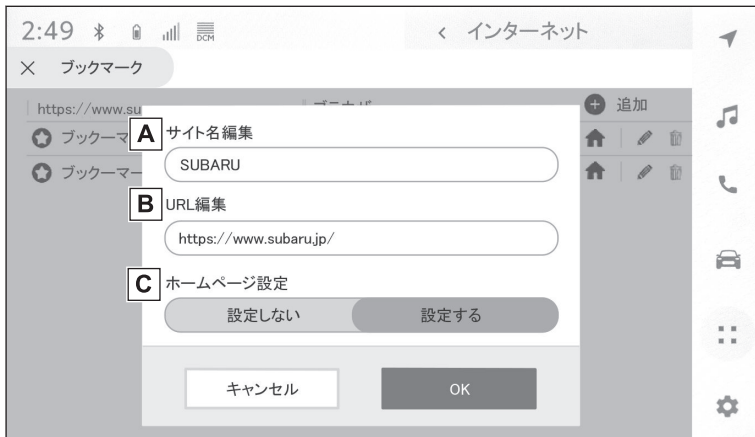 2:49 DCM < インターネット
× ブックマーク
https://www.su
追加
ブックーマ
ブックーマー
A サイト名編集
SUBARU
B URL編集
https://www.subaru.jp/
C ホームページ設定
設定しない 設定する
キャンセル OK